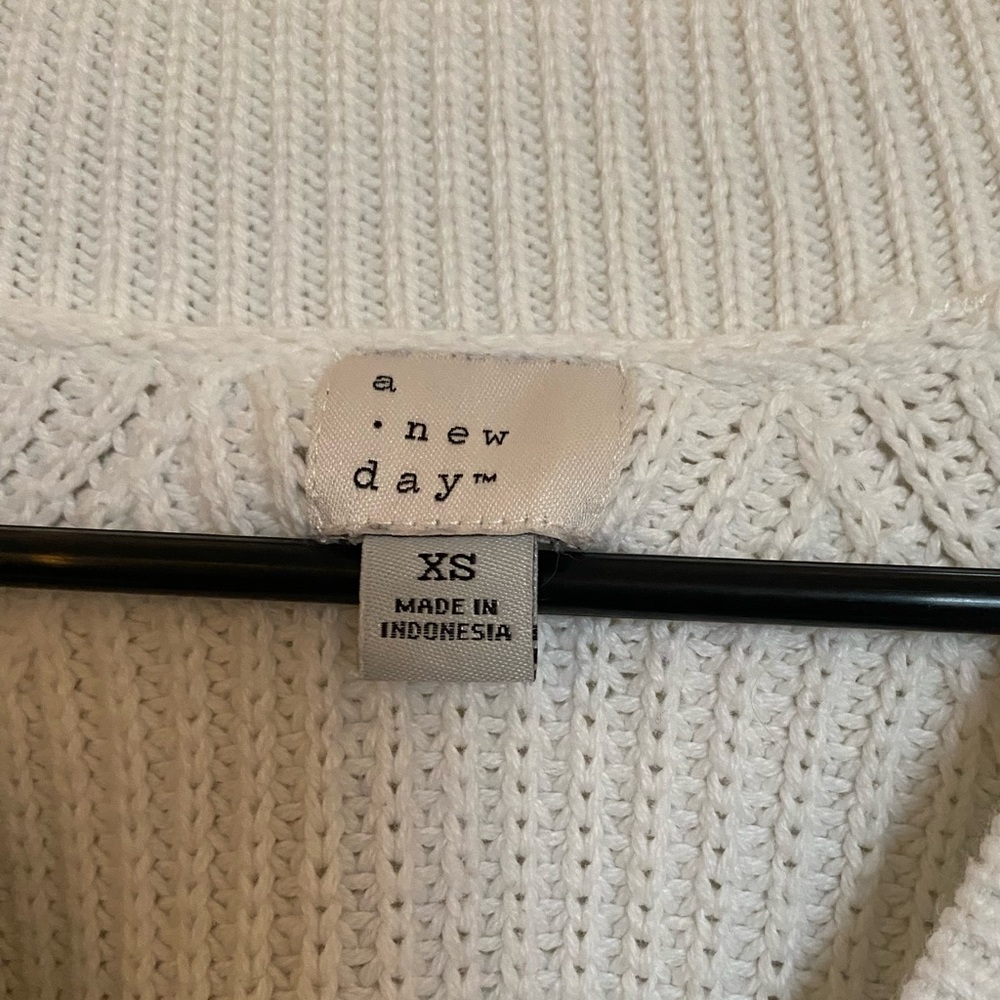 a
· new
day™
XS
MADE IN
INDONESIA